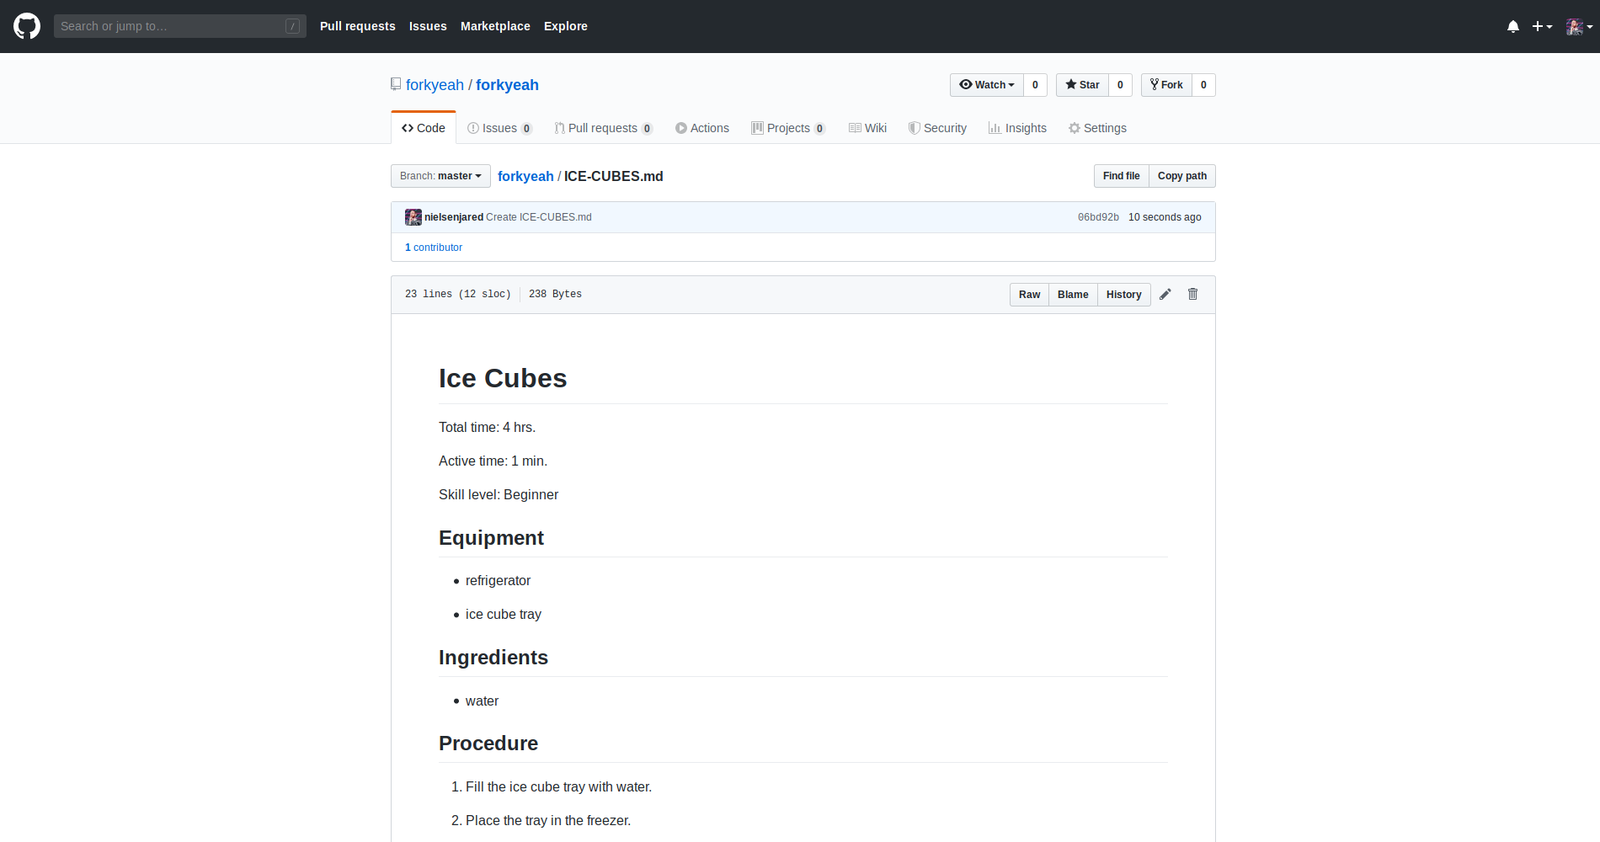 Search or jump to… /
Pull requests Issues Marketplace Explore
forkyeah / forkyeah
Watch 0 Star 0 Fork 0
Code Issues 0 Pull requests 0 Actions Projects 0 Wiki Security Insights Settings
Branch: master forkyeah / ICE-CUBES.md Find file Copy path
nielsenjared Create ICE-CUBES.md 06bd92b 10 seconds ago
1 contributor
23 lines (12 sloc) 238 Bytes Raw Blame History
Ice Cubes
Total time: 4 hrs.
Active time: 1 min.
Skill level: Beginner
Equipment
• refrigerator
• ice cube tray
Ingredients
• water
Procedure
1. Fill the ice cube tray with water.
2. Place the tray in the freezer.